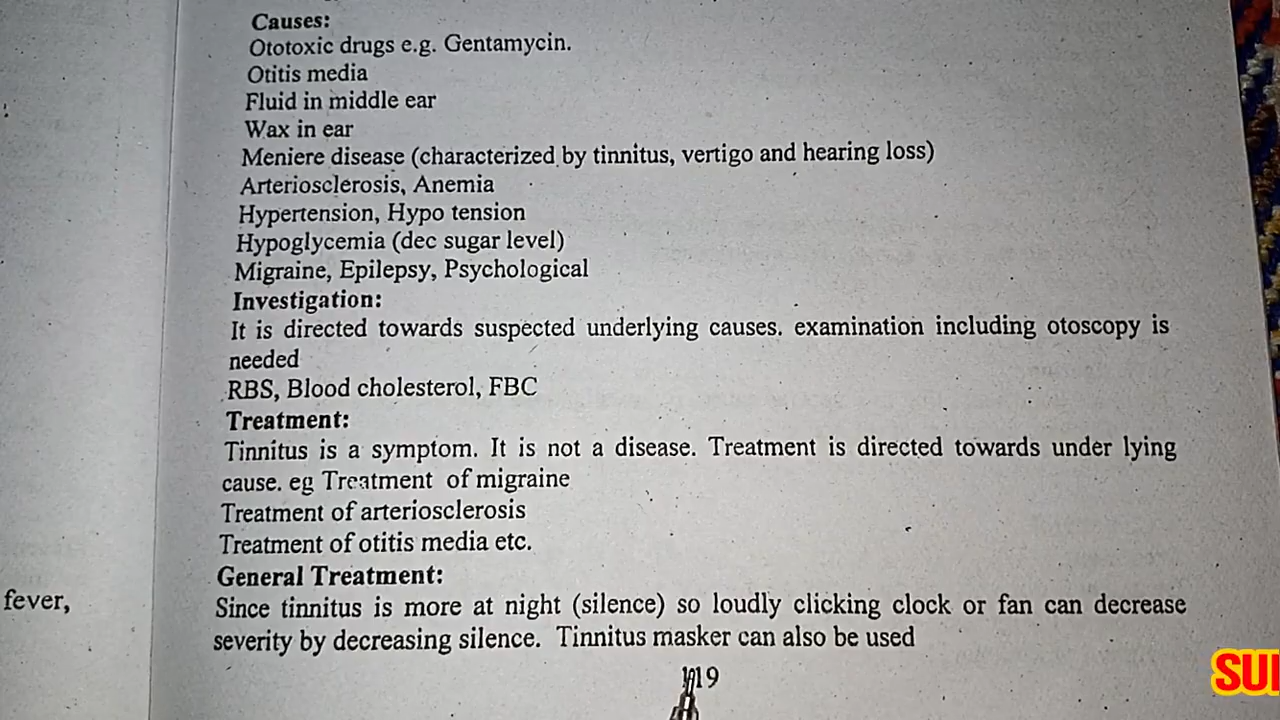 Causes:
Ototoxic drugs e.g. Gentamycin.
Otitis media
Fluid in middle ear
Wax in ear
Meniere disease (characterized by tinnitus, vertigo and hearing loss)
Arteriosclerosis, Anemia
Hypertension, Hypo tension
Hypoglycemia (dec sugar level)
Migraine, Epilepsy, Psychological
Investigation:
It is directed towards suspected underlying causes. examination including otoscopy is
needed
RBS, Blood cholesterol, FBC
Treatment:
Tinnitus is a symptom. It is not a disease. Treatment is directed towards under lying
cause. eg Treatment of migraine
Treatment of arteriosclerosis
Treatment of otitis media etc.
General Treatment:
fever,
Since tinnitus is more at night (silence) so loudly clicking clock or fan can decrease
severity by decreasing silence. Tinnitus masker can also be used